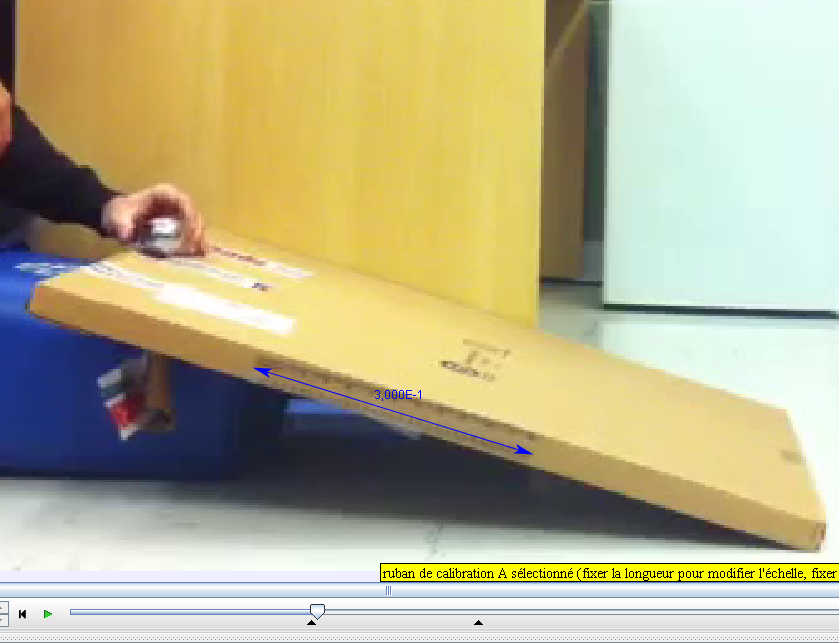 3,000E-1
ruban de calibration A sélectionné (fixer la longueur pour modifier l'échelle, fixer